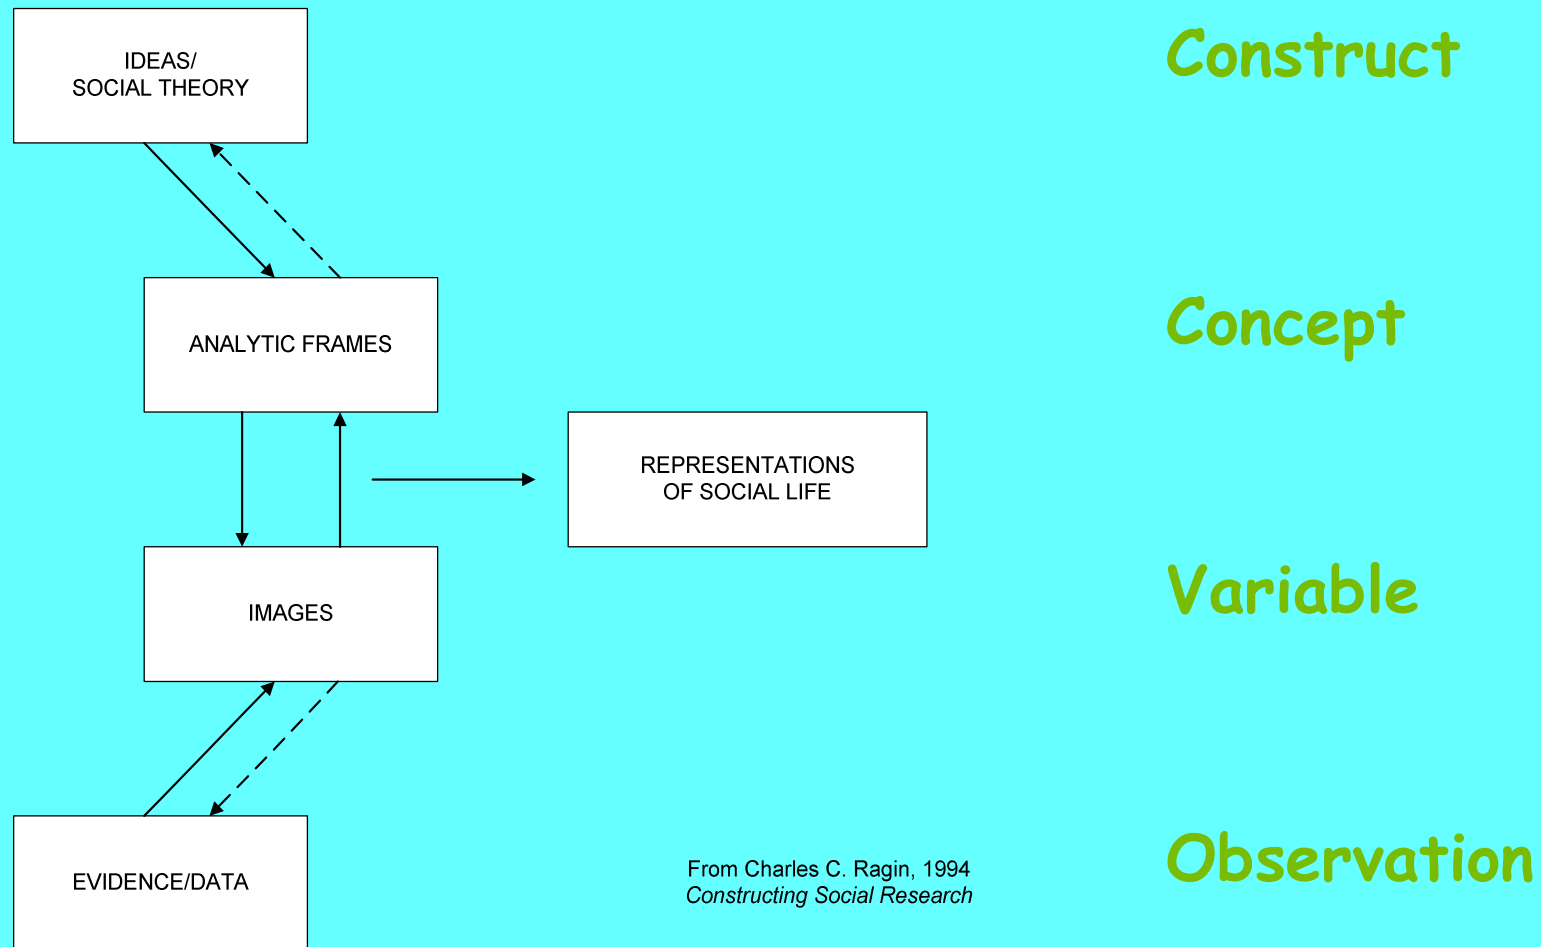 IDEAS/
SOCIAL THEORY
Construct
ANALYTIC FRAMES
Concept
REPRESENTATIONS
OF SOCIAL LIFE
IMAGES
Variable
EVIDENCE/DATA
From Charles C. Ragin, 1994
Constructing Social Research
Observation